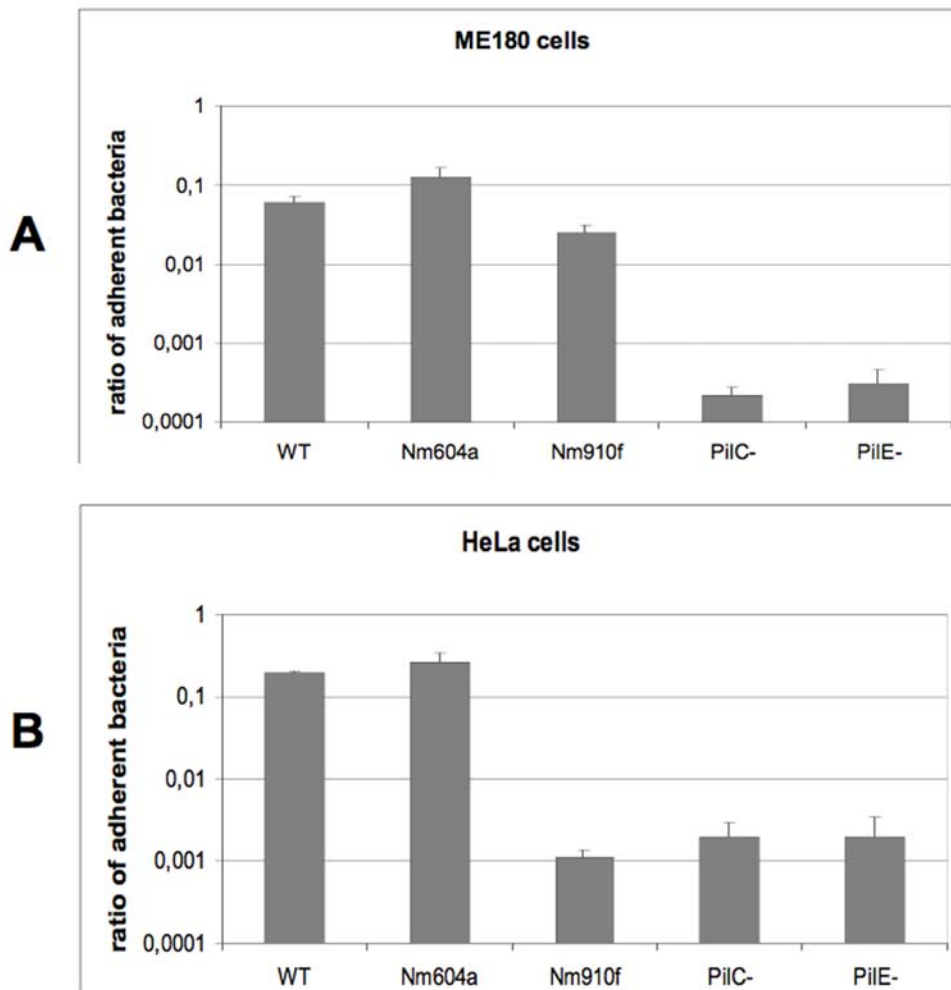 A
ME180 cells
ratio of adherent bacteria
1
0,1
0,01
0,001
0,0001
WT Nm604a Nm910f PilC- PilE-
B
HeLa cells
ratio of adherent bacteria
1
0,1
0,01
0,001
0,0001
WT Nm604a Nm910f PilC- PilE-